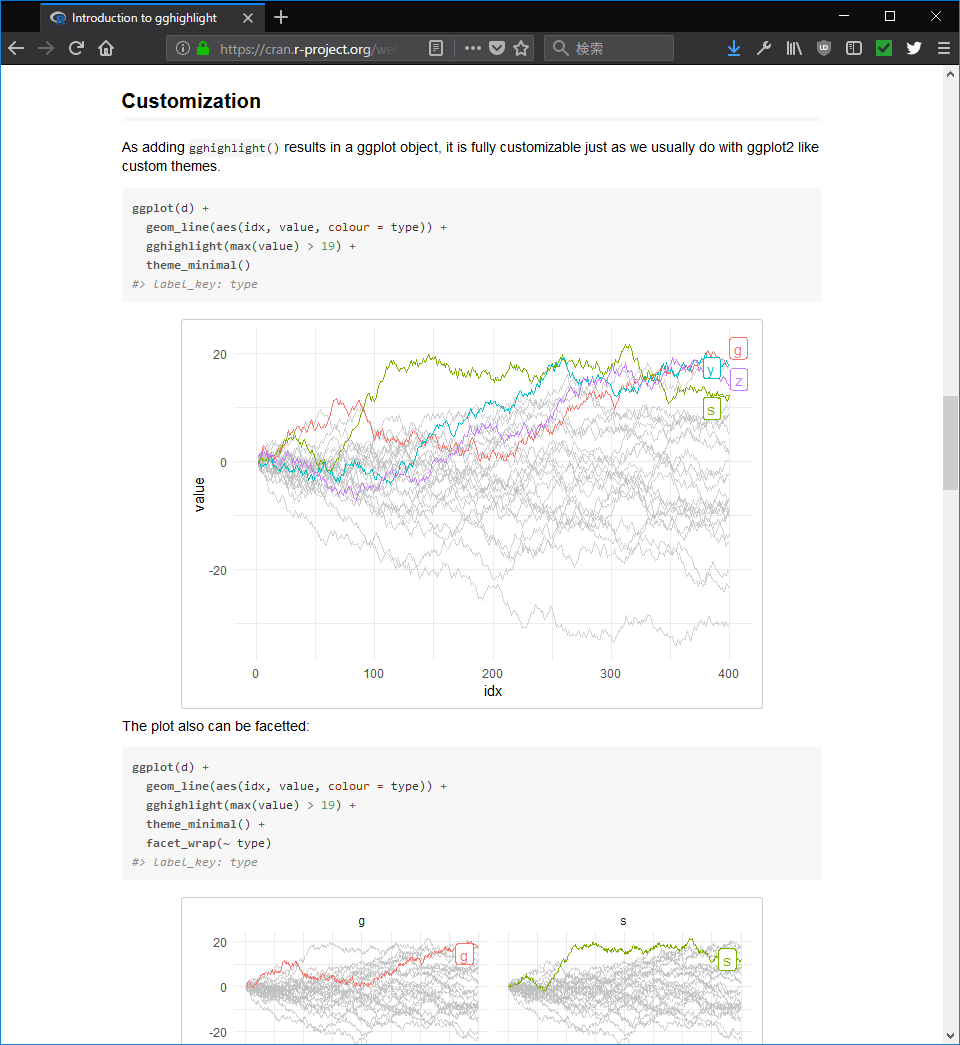 Introduction to gghighlight
https://cran.r-project.org/we
検索
Customization
As adding gghighlight() results in a ggplot object, it is fully customizable just as we usually do with ggplot2 like
custom themes.
ggplot(d) +
geom_line(aes(idx, value, colour = type)) +
gghighlight(max(value) > 19) +
theme_minimal()
#> label_key: type
20
0
-20
value
g
y
z
s
0 100 200 300 400
idx
The plot also can be facetted:
ggplot(d) +
geom_line(aes(idx, value, colour = type)) +
gghighlight(max(value) > 19) +
theme_minimal() +
facet_wrap(~ type)
#> label_key: type
g s
20
0
-20
g
s